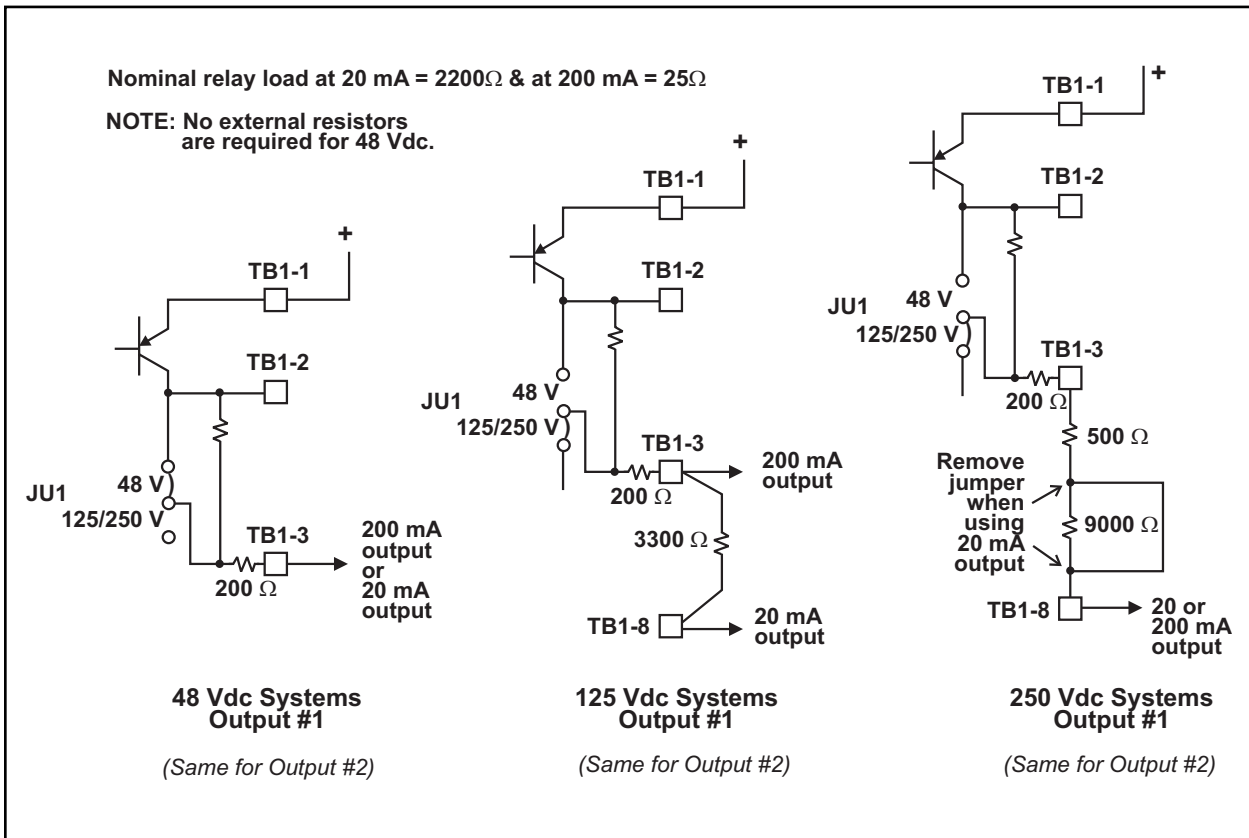 Nominal relay load at 20 mA = 2200Ω & at 200 mA = 25Ω
NOTE: No external resistors
are required for 48 Vdc.
+
TB1-1
TB1-2
JU1
48 V
125/250 V
TB1-3
200 Ω
200 mA
output
or
20 mA
output
48 Vdc Systems
Output #1
(Same for Output #2)
+
TB1-1
TB1-2
JU1
48 V
125/250 V
TB1-3
200 Ω
200 mA
output
3300 Ω
TB1-8
20 mA
output
125 Vdc Systems
Output #1
(Same for Output #2)
+
TB1-1
TB1-2
JU1
48 V
125/250 V
TB1-3
200 Ω
500 Ω
Remove
jumper
when
using
20 mA
output
9000 Ω
TB1-8
20 or
200 mA
output
250 Vdc Systems
Output #1
(Same for Output #2)